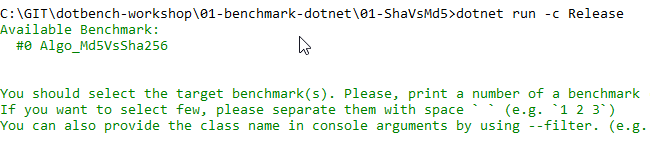 C:\GIT\dotbench-workshop\01-benchmark-dotnet\01-ShaVsMd5>dotnet run -c Release
Available Benchmark:
#0 Algo_Md5VsSha256
You should select the target benchmark(s). Please, print a number of a benchmark
If you want to select few, please separate them with space ` ` (e.g. `1 2 3`)
You can also provide the class name in console arguments by using --filter. (e.g.